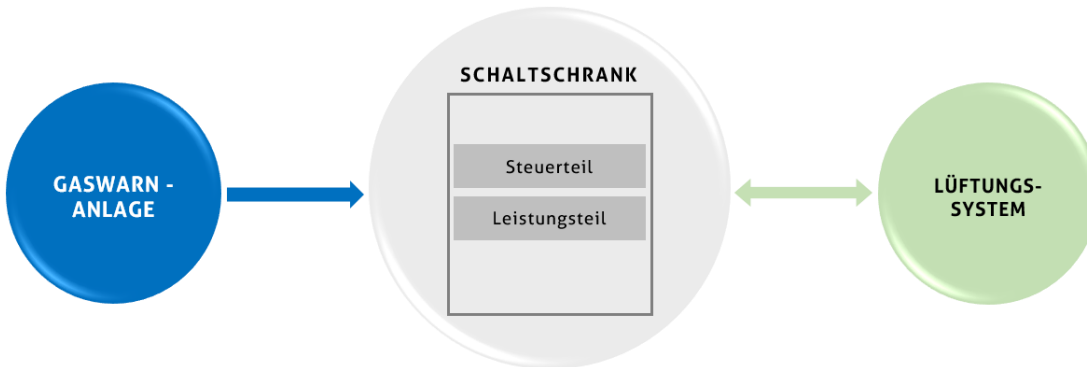 SCHALTSCHRANK
GASWARN -
ANLAGE
Steuerteil
Leistungsteil
LÜFTUNGS-
SYSTEM